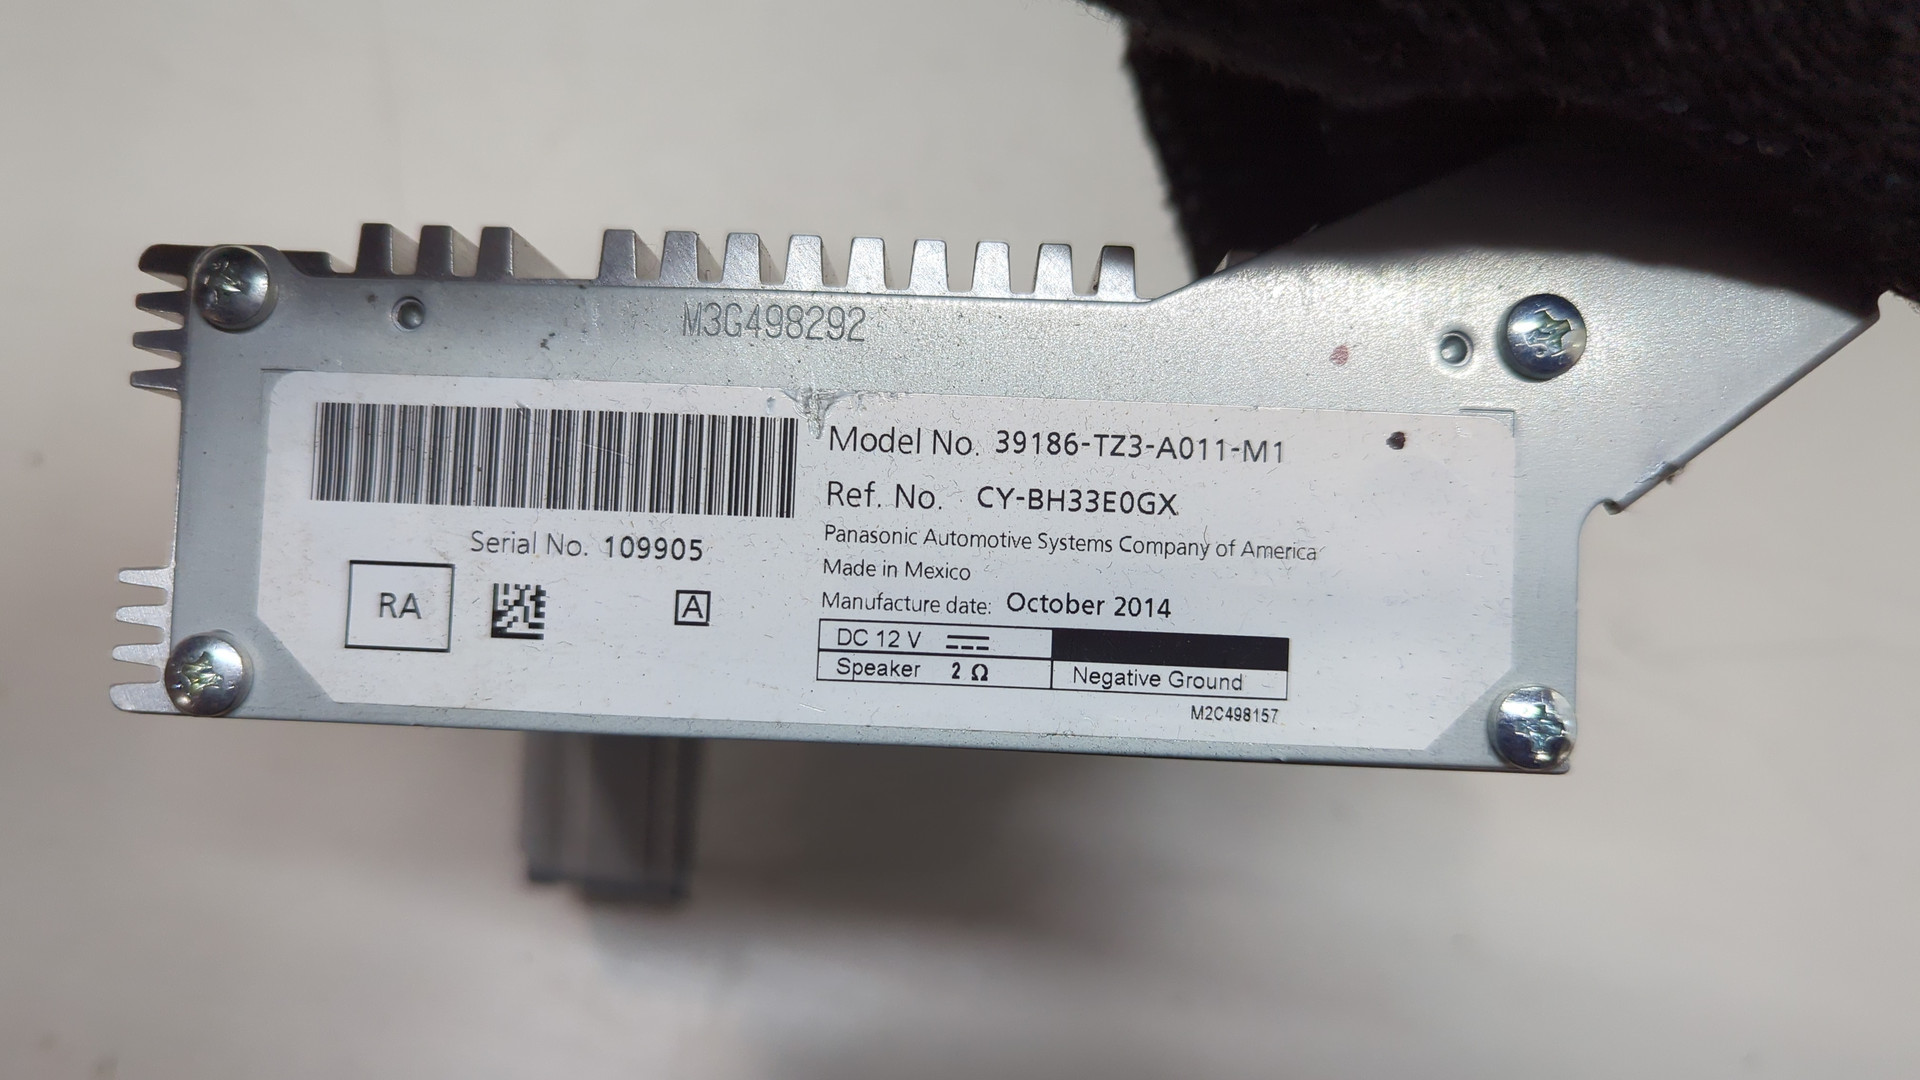 M3G498292
Model No. 39186-TZ3-A011-M1
Ref. No. CY-BH33E0GX
Panasonic Automotive Systems Company of America
Made in Mexico
Manufacture date: October 2014
Serial No. 109905
RA
A
DC 12 V
Speaker 2 Ω
Negative Ground
M2C498157